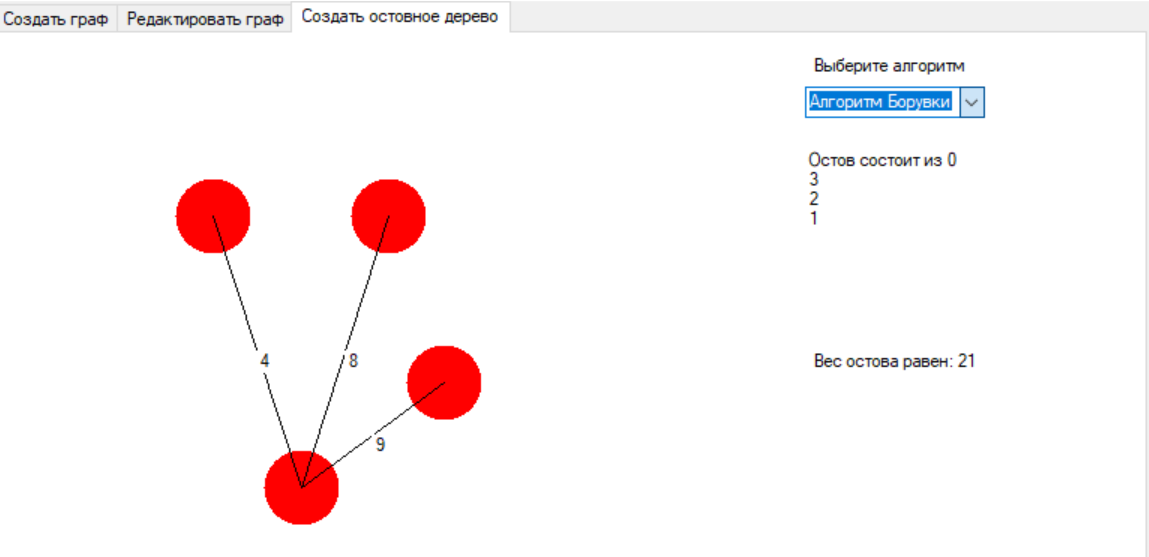 Создать граф Редактировать граф Создать остовное дерево
Выберите алгоритм
Алгоритм Борувки
Остов состоит из 0
3
2
1
4
8
Вес остова равен: 21
9